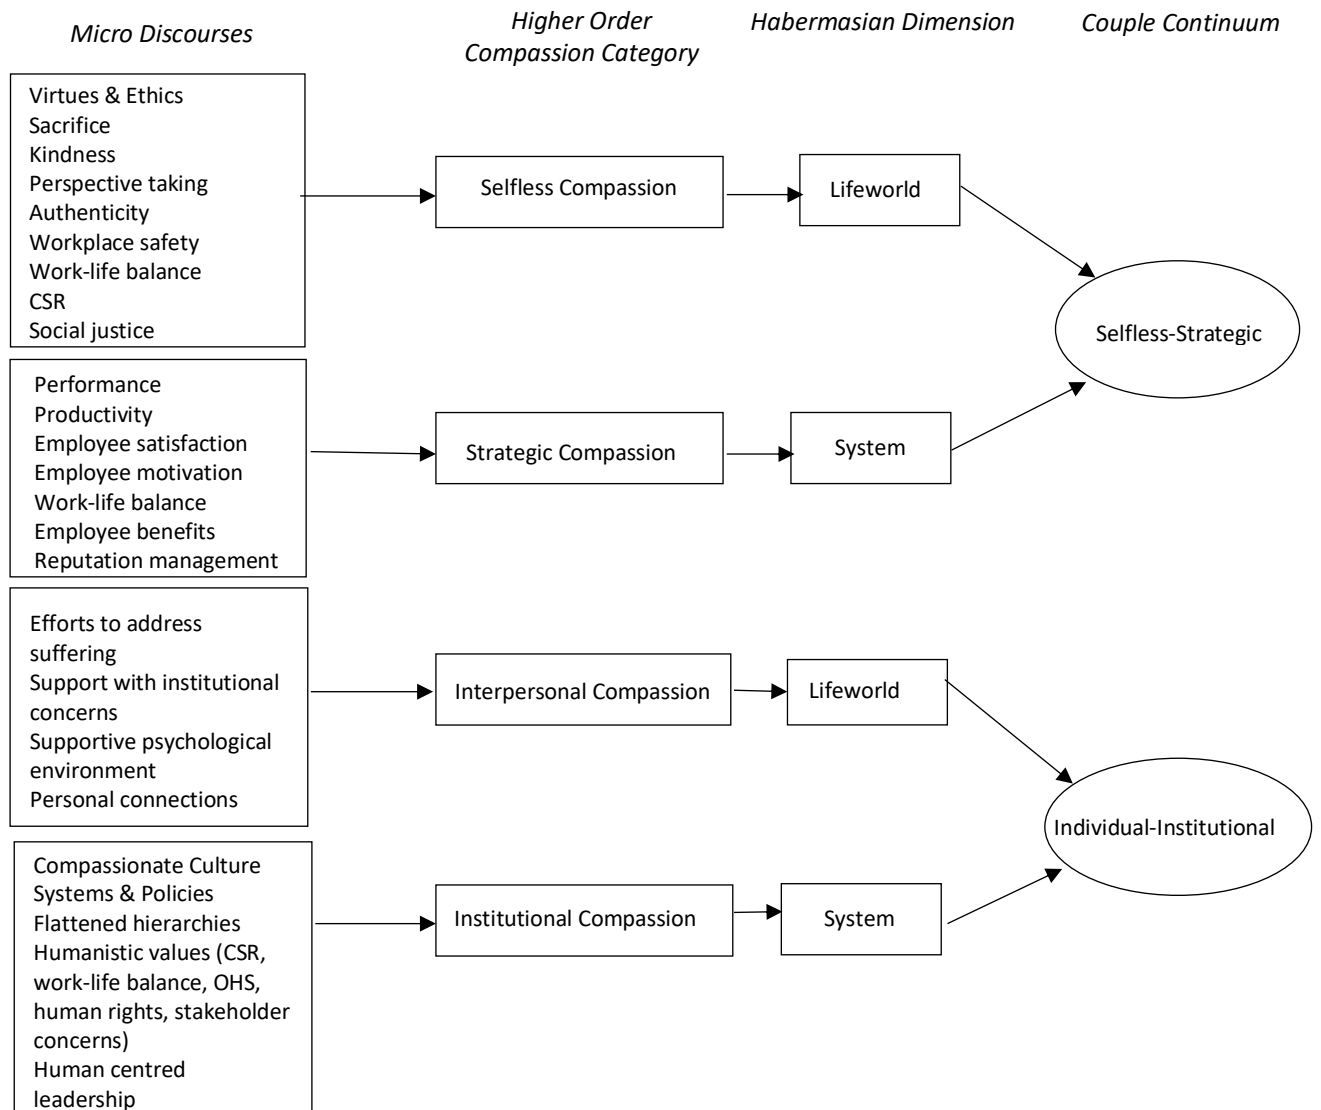 Micro Discourses
Higher Order
Compassion Category
Habermasian Dimension
Couple Continuum
Virtues & Ethics
Sacrifice
Kindness
Perspective taking
Authenticity
Workplace safety
Work-life balance
CSR
Social justice
Selfless Compassion
Lifeworld
Selfless-Strategic
Performance
Productivity
Employee satisfaction
Employee motivation
Work-life balance
Employee benefits
Reputation management
Strategic Compassion
System
Efforts to address
suffering
Support with institutional
concerns
Supportive psychological
environment
Personal connections
Interpersonal Compassion
Lifeworld
Individual-Institutional
Compassionate Culture
Systems & Policies
Flattened hierarchies
Humanistic values (CSR,
work-life balance, OHS,
human rights, stakeholder
concerns)
Human centred
leadership
Institutional Compassion
System